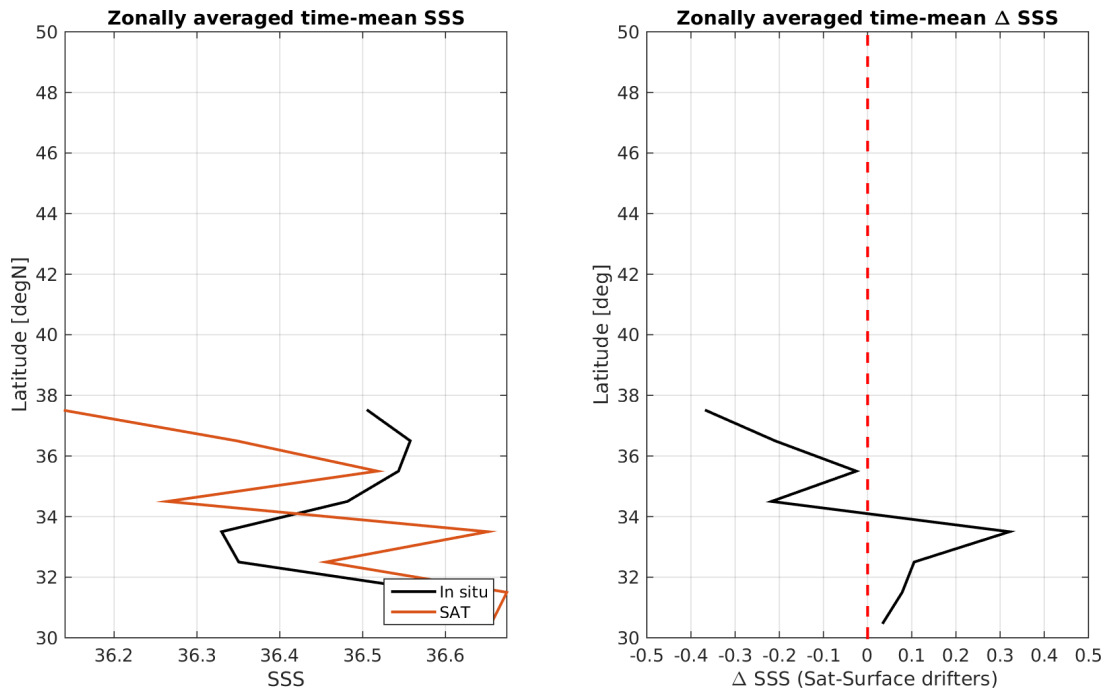 Zonally averaged time-mean SSS
50
48
46
44
42
40
38
36
34
32
30
Latitude [degN]
36.2 36.3 36.4 36.5 36.6
SSS
In situ
SAT
Zonally averaged time-mean Δ SSS
50
48
46
44
42
40
38
36
34
32
30
Latitude [deg]
-0.5 -0.4 -0.3 -0.2 -0.1 0 0.1 0.2 0.3 0.4 0.5
Δ SSS (Sat-Surface drifters)